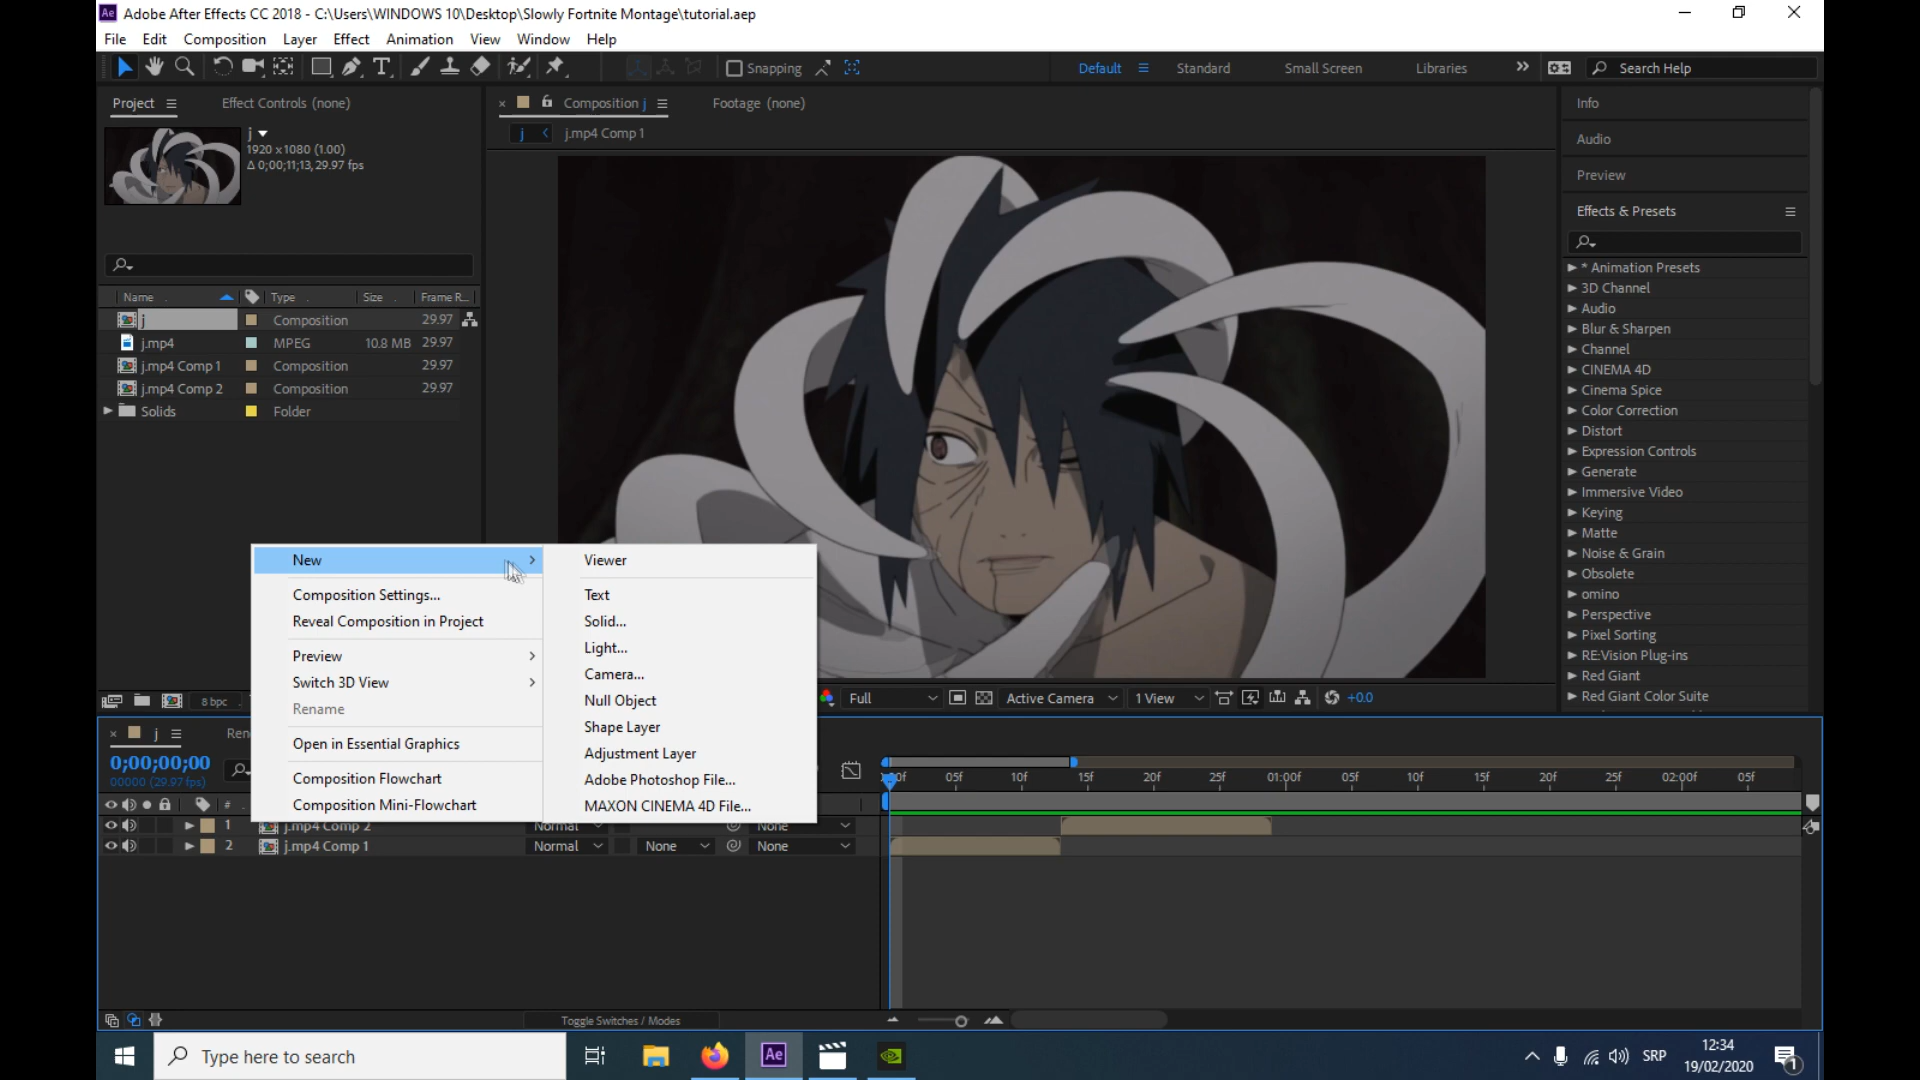 Adobe After Effects CC 2018 - C:\Users\WINDOWS 10\Desktop\Slowly Fortnite Montage\tutorial.aep
File Edit Composition Layer Effect Animation View Window Help
Snapping Default Standard Small Screen Libraries Search Help
Project Effect Controls (none) Composition j Footage (none) Info
j j.mp4 Comp 1
j
1920 x 1080 (1.00)
Δ 0;00;11;13, 29.97 fps
Audio
Preview
Effects & Presets
* Animation Presets
3D Channel
Audio
Blur & Sharpen
Channel
CINEMA 4D
Cinema Spice
Color Correction
Distort
Expression Controls
Generate
Immersive Video
Keying
Matte
Noise & Grain
Obsolete
omino
Perspective
Pixel Sorting
RE:Vision Plug-ins
Red Giant
Red Giant Color Suite
Name Type Size Frame R...
j Composition 29.97
j.mp4 MPEG 10.8 MB 29.97
j.mp4 Comp 1 Composition 29.97
j.mp4 Comp 2 Composition 29.97
Solids Folder
New
Composition Settings...
Reveal Composition in Project
Preview
Switch 3D View
Rename
Open in Essential Graphics
Composition Flowchart
Composition Mini-Flowchart
Viewer
Text
Solid...
Light...
Camera...
Null Object
Shape Layer
Adjustment Layer
Adobe Photoshop File...
MAXON CINEMA 4D File...
8 bpc Full Active Camera 1 View +0.0
j Ren
0;00;00;00
00000 (29.97 fps)
05f 10f 15f 20f 25f 01:00f 05f 10f 15f 20f 25f 02:00f 05f
#
1 j.mp4 Comp 2 Normal None
2 j.mp4 Comp 1 Normal None None
Toggle Switches / Modes
Type here to search Ae SRP 12:34
19/02/2020 1